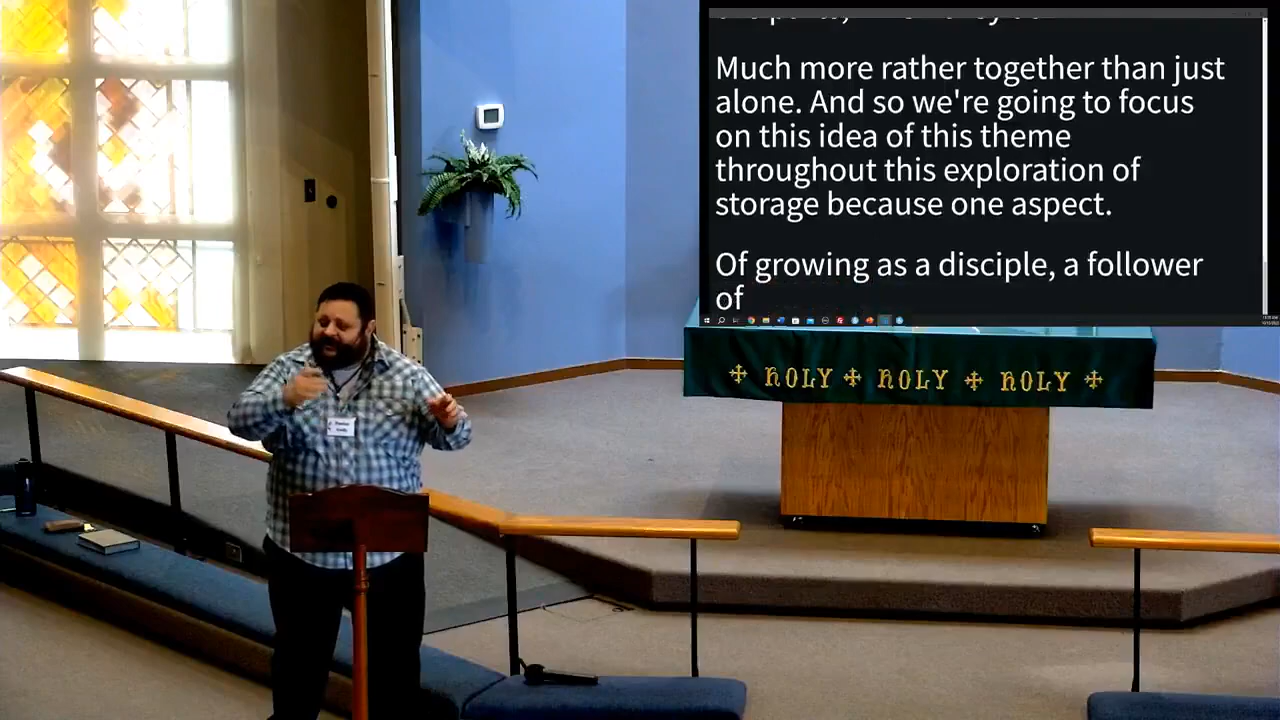 Much more rather together than just
alone. And so we're going to focus
on this idea of this theme
throughout this exploration of
storage because one aspect.
Of growing as a disciple, a follower
of
HOLY HOLY HOLY